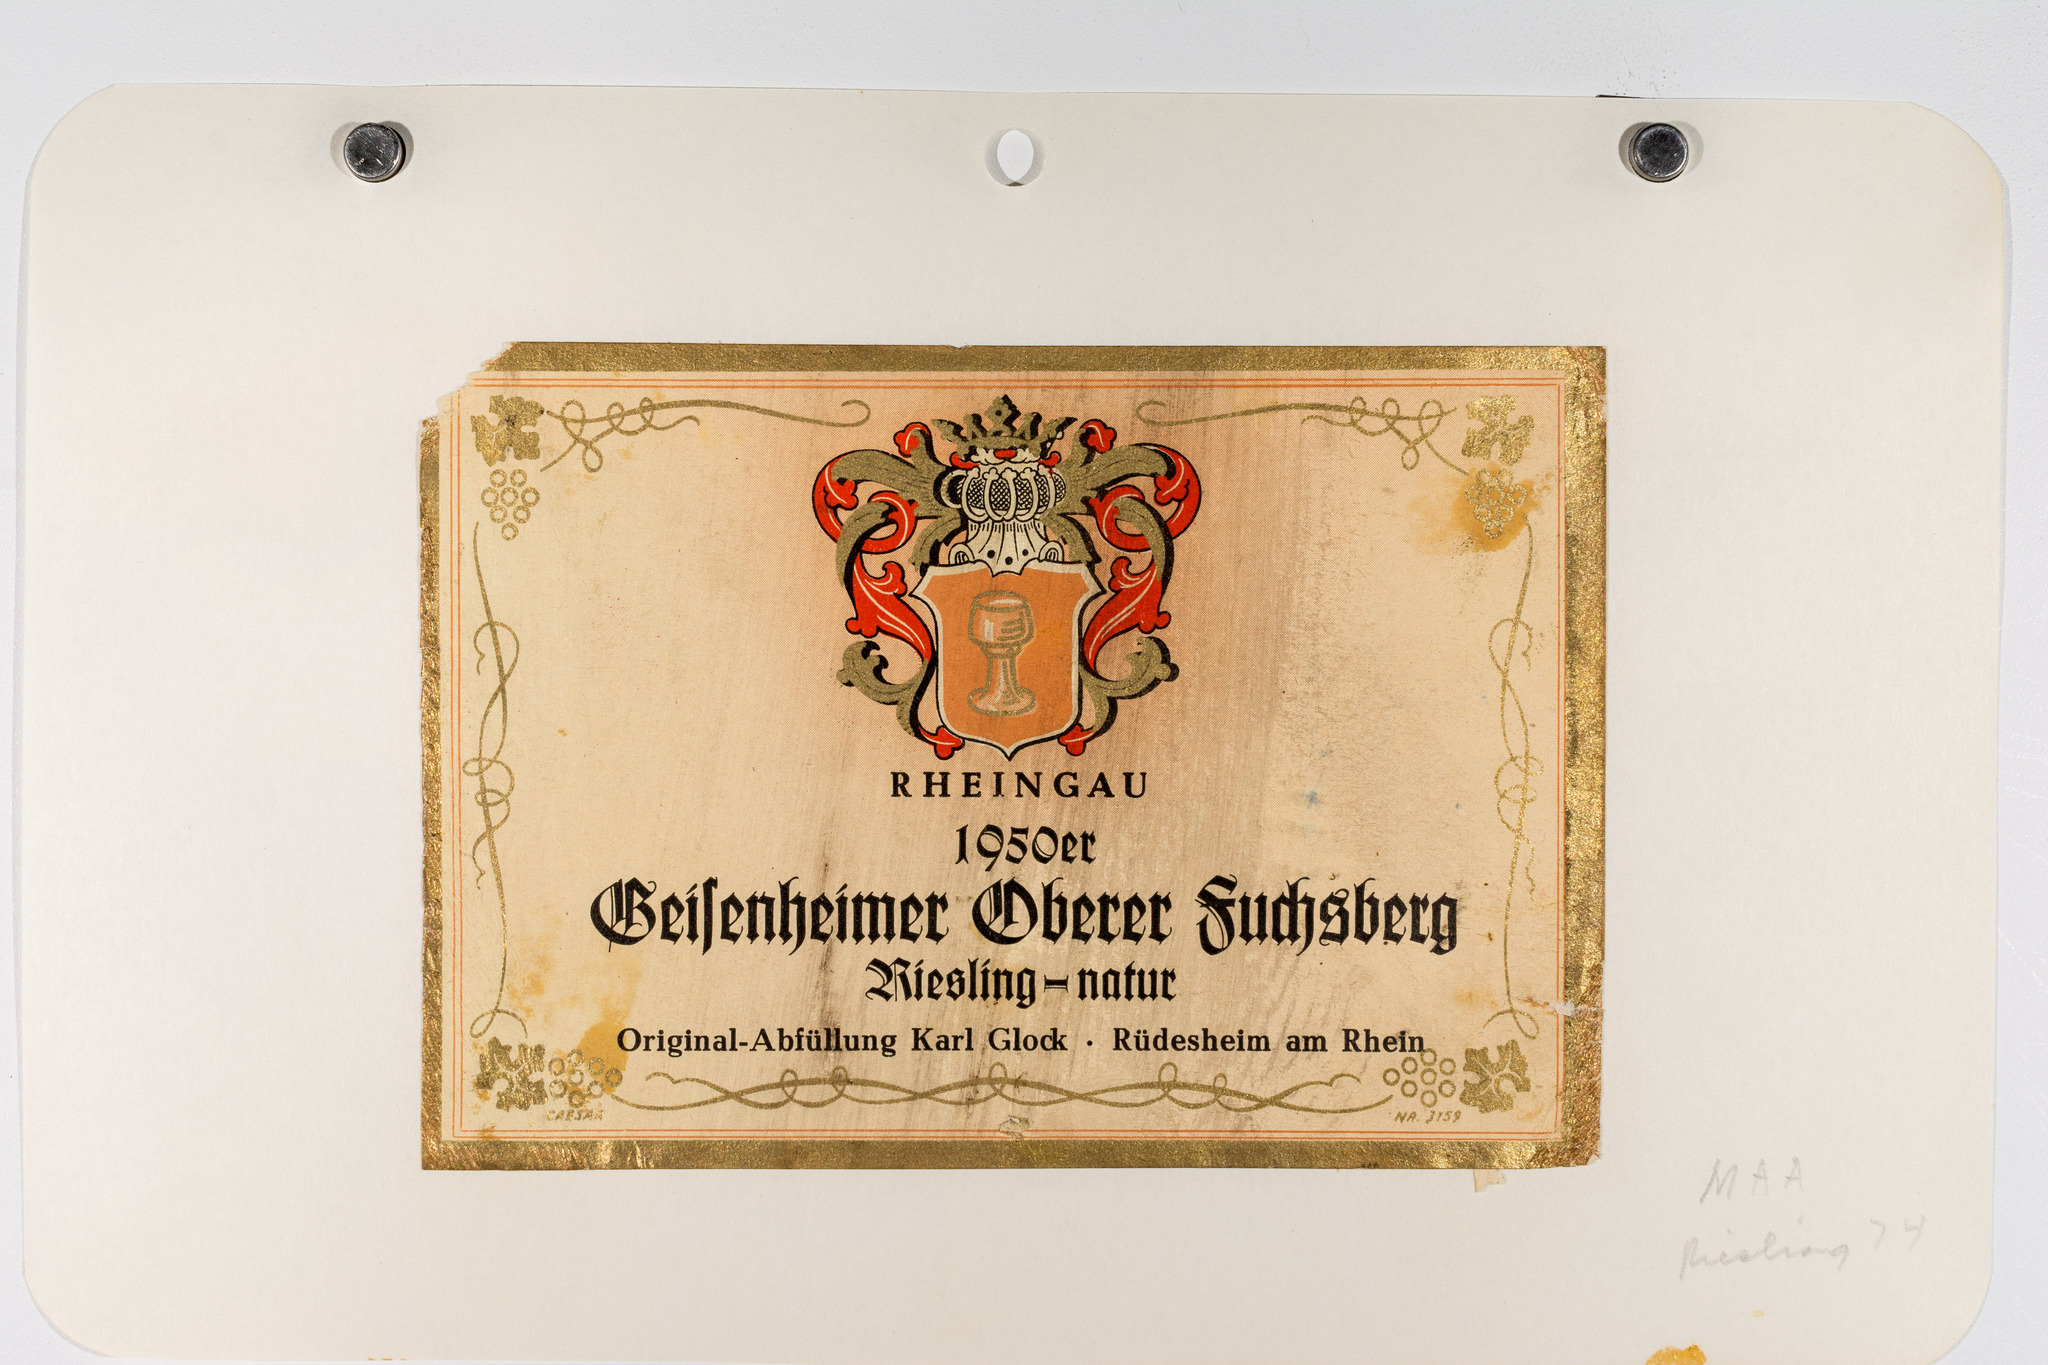 RHEINGAU
1950er
Geiſenheimer Oberer Fuchsberg
Riesling-natur
Original-Abfüllung Karl Glock · Rüdesheim am Rhein
CAESAR
NR. 3159
MAA
Riesling 74